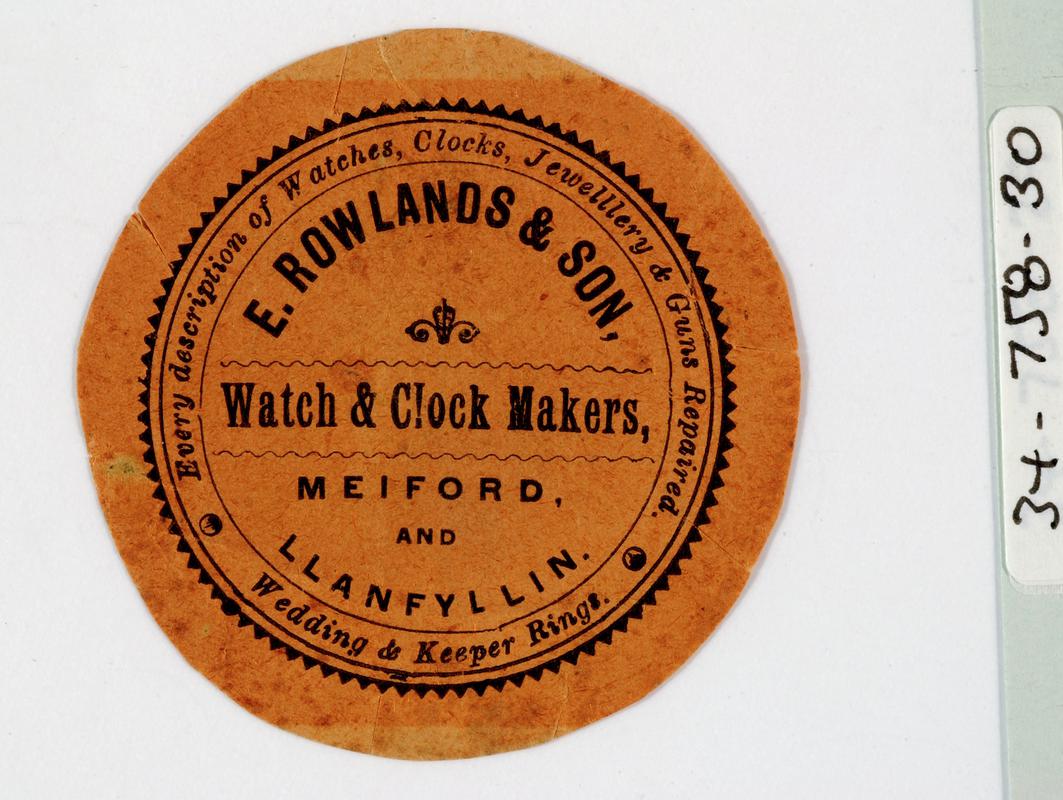 Every description of Watches, Clocks, Jewelllery & Guns Repaired.
E. ROWLANDS & SON,
Watch & Clock Makers,
MEIFORD,
AND
LLANFYLLIN.
Wedding & Keeper Rings.
34-758-30